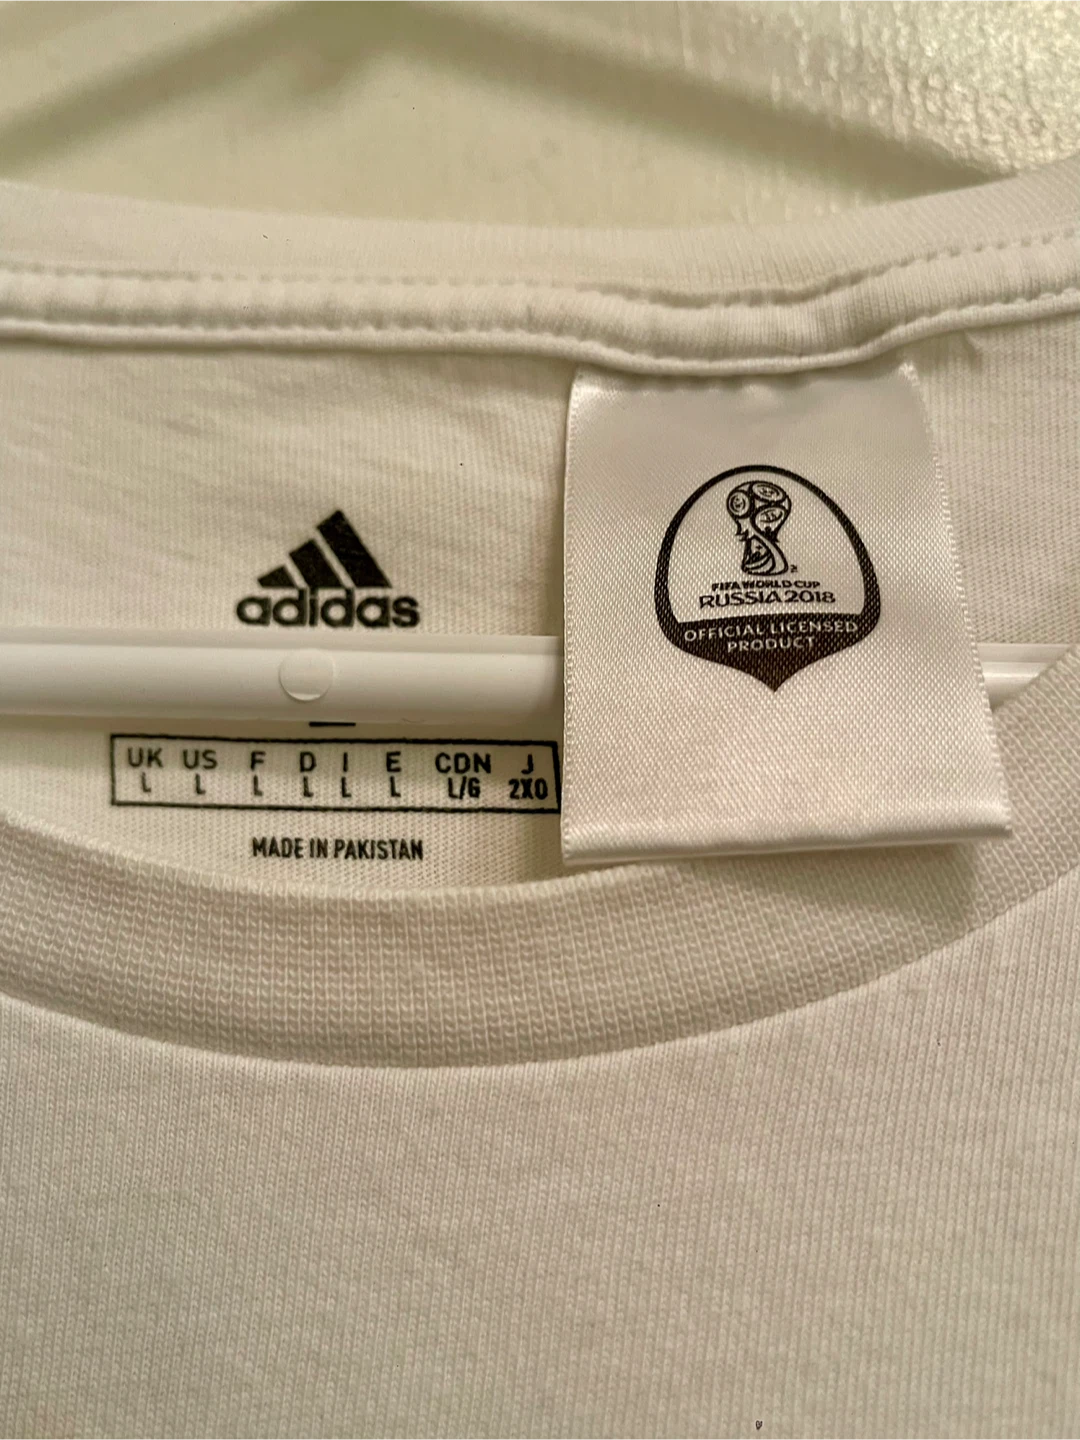 adidas
FIFA WORLD CUP
RUSSIA 2018
OFFICIAL LICENSED
PRODUCT
UK US F D I E CDN J
L L L L L L L/G 2XO
MADE IN PAKISTAN